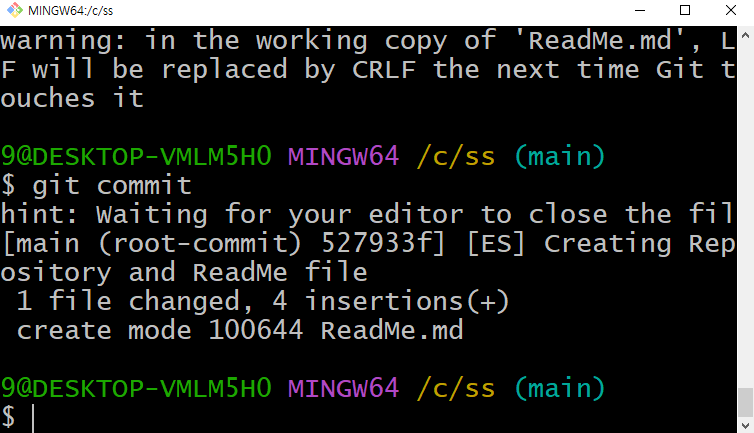 MINGW64:/c/ss
warning: in the working copy of 'ReadMe.md', L
F will be replaced by CRLF the next time Git t
ouches it
9@DESKTOP-VMLM5H0 MINGW64 /c/ss (main)
$ git commit
hint: Waiting for your editor to close the fil
[main (root-commit) 527933f] [ES] Creating Rep
ository and ReadMe file
 1 file changed, 4 insertions(+)
 create mode 100644 ReadMe.md
9@DESKTOP-VMLM5H0 MINGW64 /c/ss (main)
$